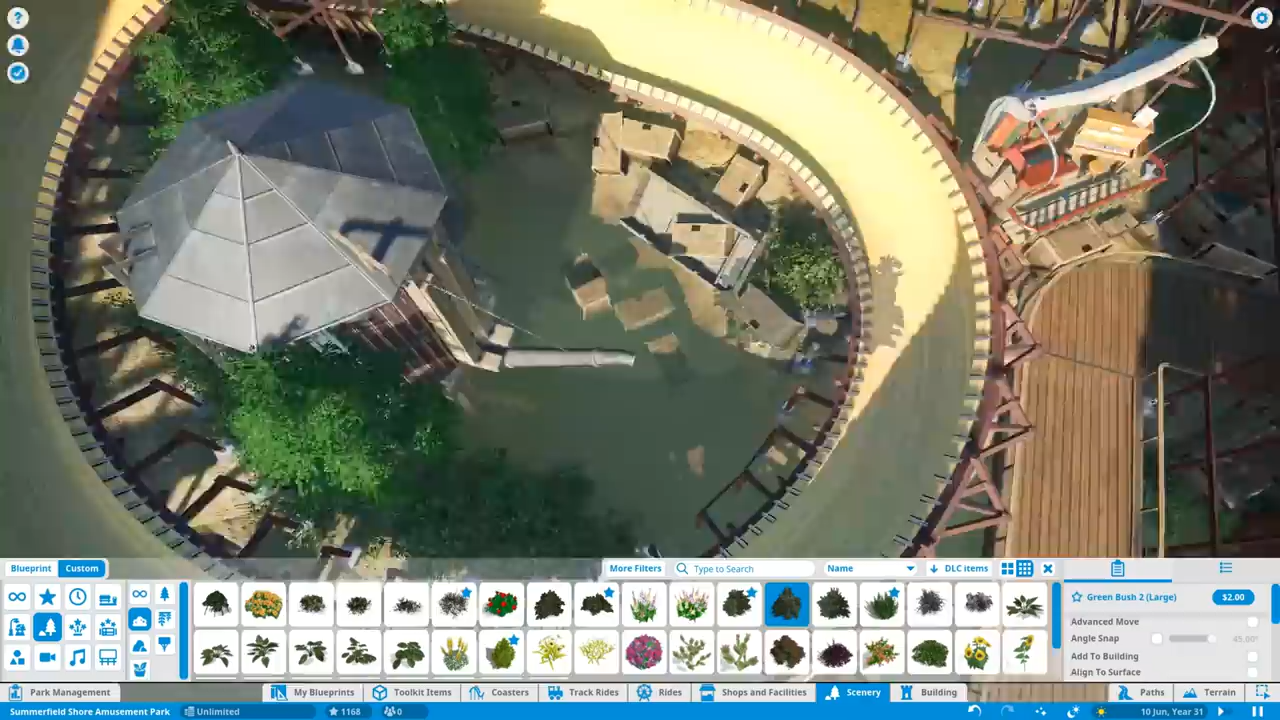 ?
Blueprint
Custom
More Filters
Type to Search
Name
DLC items
Green Bush 2 (Large)
$2.00
Advanced Move
Angle Snap
45.00°
Add To Building
Align To Surface
Park Management
My Blueprints
Toolkit Items
Coasters
Track Rides
Rides
Shops and Facilities
Scenery
Building
Paths
Terrain
Summerfield Shore Amusement Park
Unlimited
1168
0
10 Jun, Year 31